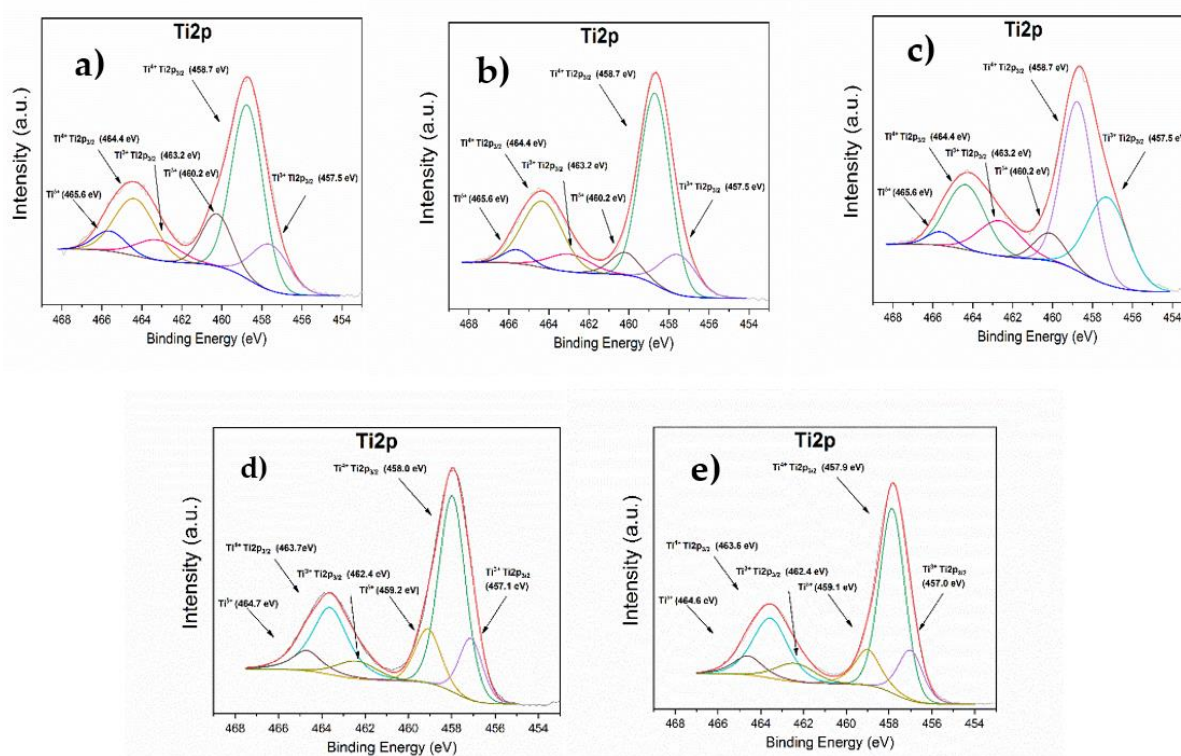 Ti2p
a)
Ti⁴⁺ Ti2p₃/₂ (458.7 eV)
Ti⁴⁺ Ti2p₃/₂ (464.4 eV)
Ti³⁺ Ti2p₃/₂ (463.2 eV)
Ti⁵⁺ (460.2 eV)
Ti³⁺ Ti2p₃/₂ (457.5 eV)
Ti⁵⁺ (465.6 eV)
Intensity (a.u.)
468 466 464 462 460 458 456 454
Binding Energy (eV)
Ti2p
b)
Ti⁴⁺ Ti2p₃/₂ (458.7 eV)
Ti⁴⁺ Ti2p₃/₂ (464.4 eV)
Ti³⁺ Ti2p₃/₂ (463.2 eV)
Ti⁵⁺ (460.2 eV)
Ti³⁺ Ti2p₃/₂ (457.5 eV)
Ti⁵⁺ (465.6 eV)
Intensity (a.u.)
468 466 464 462 460 458 456 454
Binding Energy (eV)
Ti2p
c)
Ti⁴⁺ Ti2p₃/₂ (458.7 eV)
Ti⁴⁺ Ti2p₃/₂ (464.4 eV)
Ti³⁺ Ti2p₃/₂ (463.2 eV)
Ti⁵⁺ (460.2 eV)
Ti³⁺ Ti2p₃/₂ (457.5 eV)
Ti⁵⁺ (465.6 eV)
Intensity (a.u.)
468 466 464 462 460 458 456 454
Binding Energy (eV)
Ti2p
d)
Ti⁴⁺ Ti2p₃/₂ (458.0 eV)
Ti⁴⁺ Ti2p₃/₂ (463.7eV)
Ti³⁺ Ti2p₃/₂ (462.4 eV)
Ti⁵⁺ (459.2 eV)
Ti³⁺ Ti2p₃/₂
(457.1 eV)
Ti⁵⁺ (464.7 eV)
Intensity (a.u.)
468 466 464 462 460 458 456 454
Binding Energy (eV)
Ti2p
e)
Ti⁴⁺ Ti2p₃/₂ (457.9 eV)
Ti⁴⁺ Ti2p₃/₂ (463.6 eV)
Ti³⁺ Ti2p₃/₂ (462.4 eV)
Ti⁵⁺ (459.1 eV)
Ti³⁺ Ti2p₃/₂
(457.0 eV)
Ti⁵⁺ (464.6 eV)
Intensity (a.u.)
468 466 464 462 460 458 456 454
Binding Energy (eV)